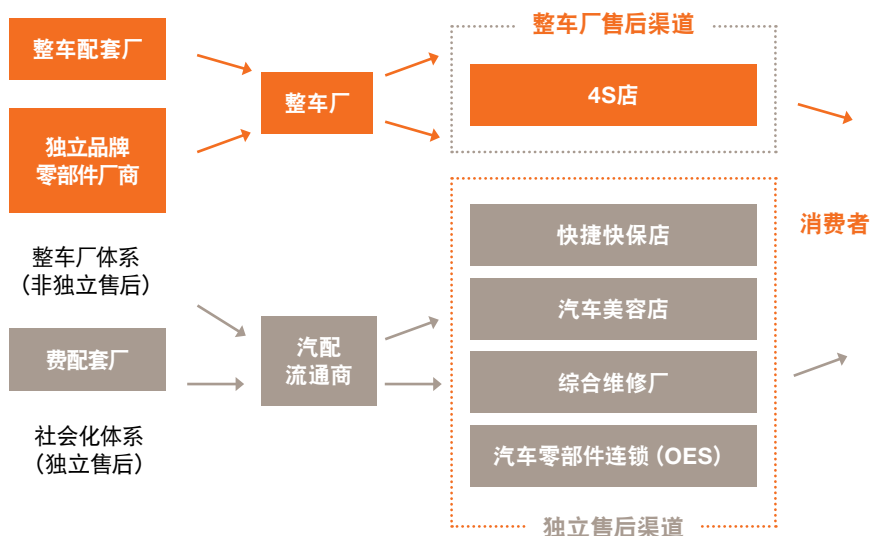 整车配套厂
独立品牌
零部件厂商
整车厂体系
（非独立售后）
费配套厂
社会化体系
（独立售后）
整车厂
汽配
流通商
整车厂售后渠道
4S店
快捷快保店
汽车美容店
综合维修厂
汽车零部件连锁（OES）
独立售后渠道
消费者